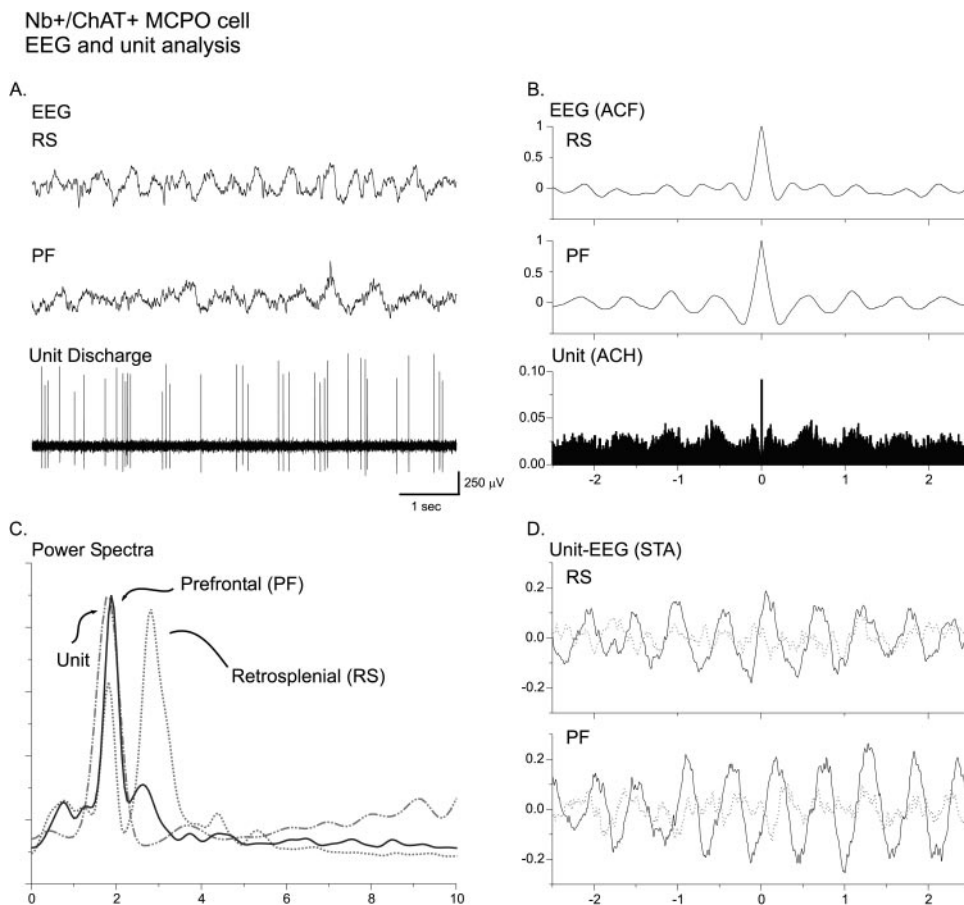 Nb+/ChAT+ MCPO cell
EEG and unit analysis
A.
EEG
RS
PF
Unit Discharge
250 μV
1 sec
B.
EEG (ACF)
RS
1
0.5
0
PF
1
0.5
0
Unit (ACH)
0.10
0.05
0.00
-2 -1 0 1 2
C.
Power Spectra
Prefrontal (PF)
Unit
Retrosplenial (RS)
0 2 4 6 8 10
D.
Unit-EEG (STA)
RS
0.2
0.0
-0.2
PF
0.2
0.0
-0.2
-2 -1 0 1 2